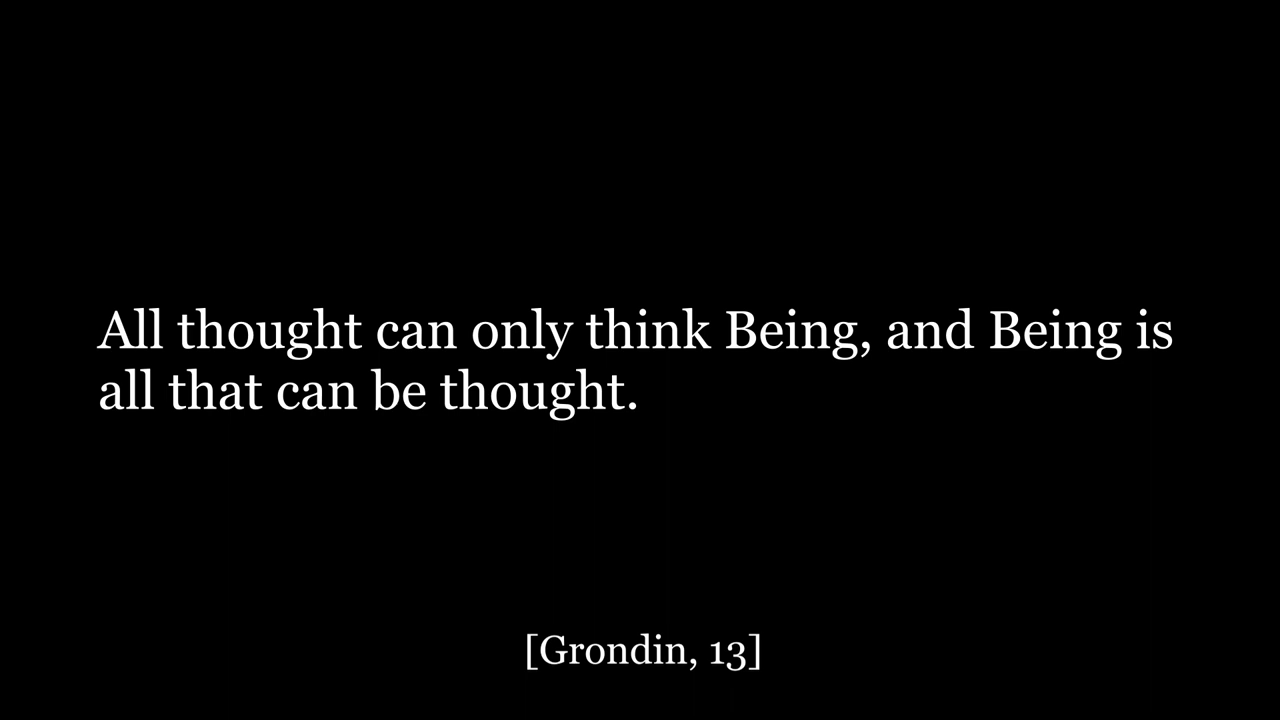 All thought can only think Being, and Being is
all that can be thought.
[Grondin, 13]